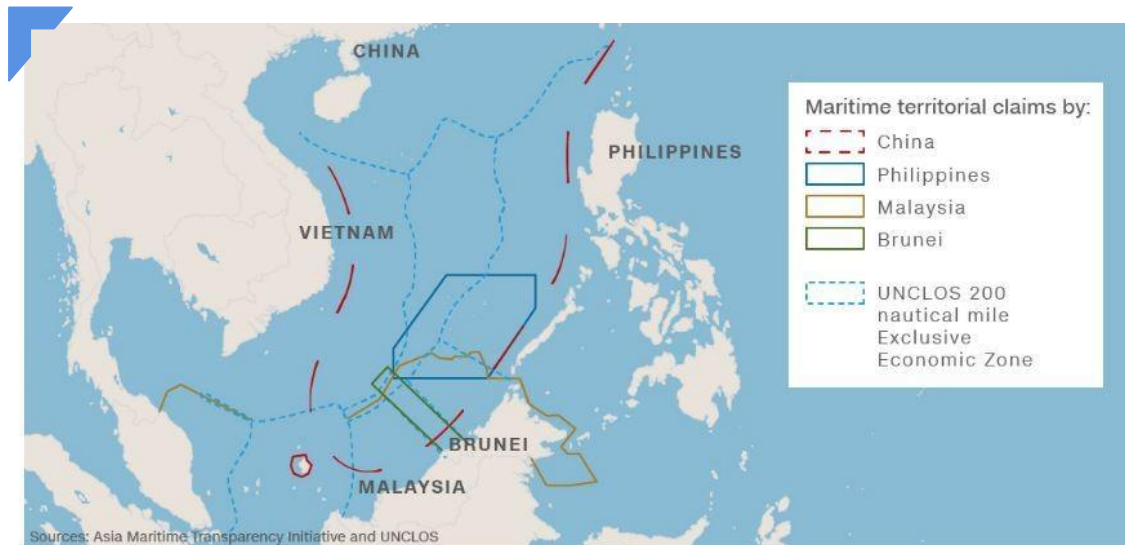 CHINA
PHILIPPINES
VIETNAM
BRUNEI
MALAYSIA
Maritime territorial claims by:
China
Philippines
Malaysia
Brunei
UNCLOS 200
nautical mile
Exclusive
Economic Zone
Sources: Asia Maritime Transparency Initiative and UNCLOS